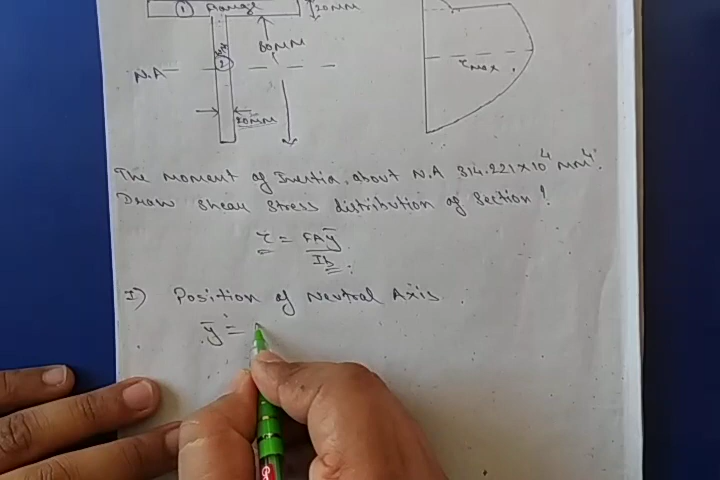 ① Flange
20MM
80MM
2
N.A
20MM
τmax
The moment of Inertia, about N.A 314.221×10⁴ mm⁴.
Draw shear stress distribution of section!
τ = FAȳ
Ib
I) Position of Neutral Axis
ȳ =